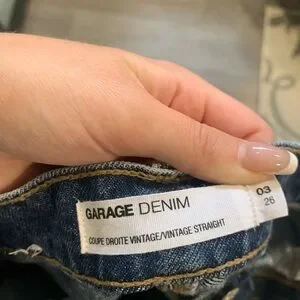 GARAGE DENIM
COUPE DROITE VINTAGE/VINTAGE STRAIGHT
03
26